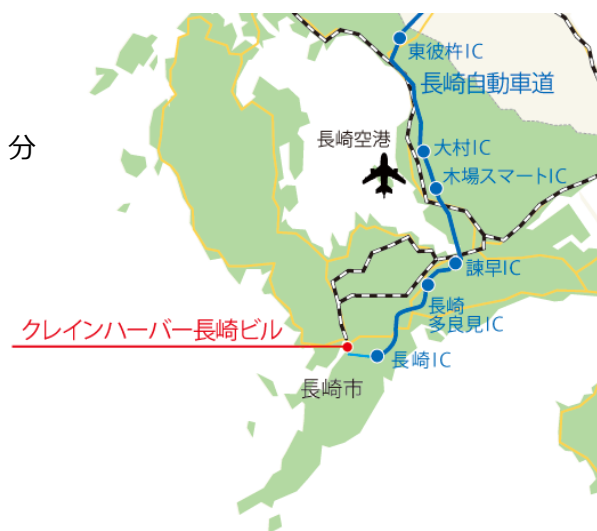 東彼杵IC
長崎自動車道
分
長崎空港
大村IC
木場スマートIC
諫早IC
長崎
多良見IC
クレインハーバー長崎ビル
長崎IC
長崎市